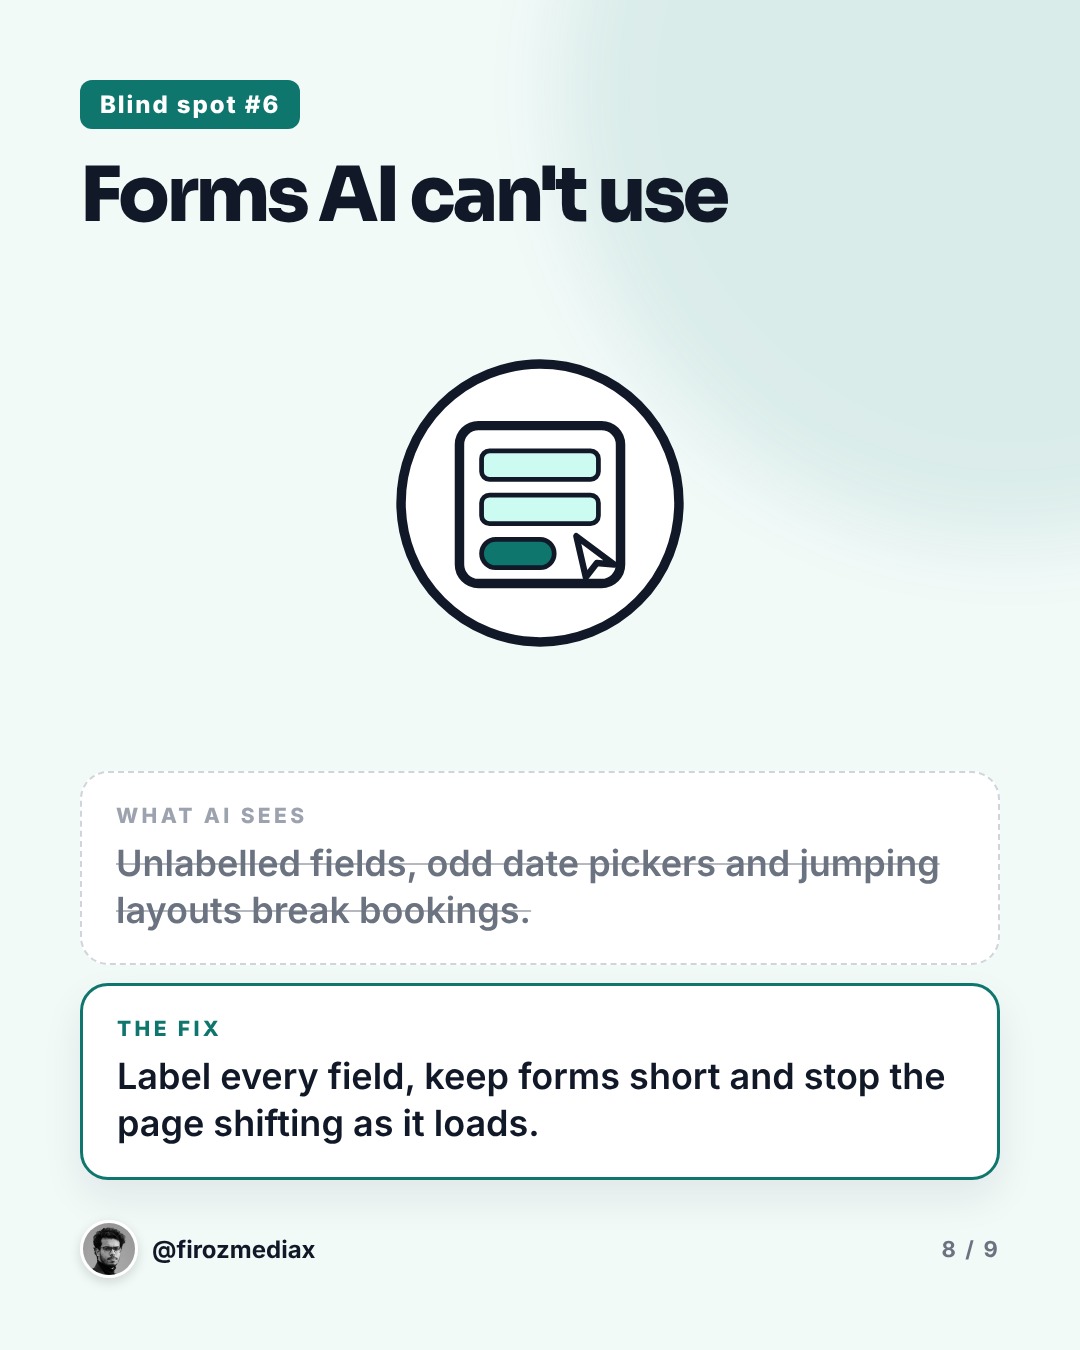 Blind spot #6
Forms AI can't use
WHAT AI SEES
Unlabelled fields, odd date pickers and jumping
layouts break bookings.
THE FIX
Label every field, keep forms short and stop the
page shifting as it loads.
@firozmediax
8 / 9